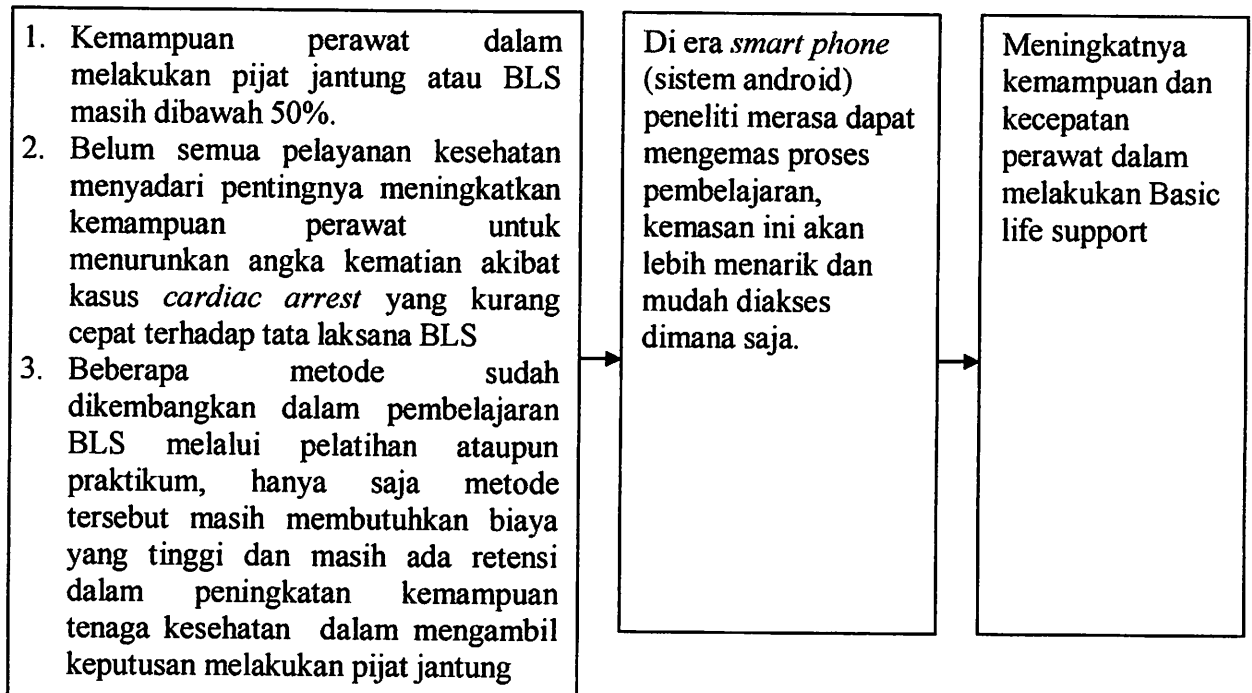 1. Kemampuan perawat dalam
melakukan pijat jantung atau BLS
masih dibawah 50%.
2. Belum semua pelayanan kesehatan
menyadari pentingnya meningkatkan
kemampuan perawat untuk
menurunkan angka kematian akibat
kasus cardiac arrest yang kurang
cepat terhadap tata laksana BLS
3. Beberapa metode sudah
dikembangkan dalam pembelajaran
BLS melalui pelatihan ataupun
praktikum, hanya saja metode
tersebut masih membutuhkan biaya
yang tinggi dan masih ada retensi
dalam peningkatan kemampuan
tenaga kesehatan dalam mengambil
keputusan melakukan pijat jantung
Di era smart phone
(sistem android)
peneliti merasa dapat
mengemas proses
pembelajaran,
kemasan ini akan
lebih menarik dan
mudah diakses
dimana saja.
Meningkatnya
kemampuan dan
kecepatan
perawat dalam
melakukan Basic
life support